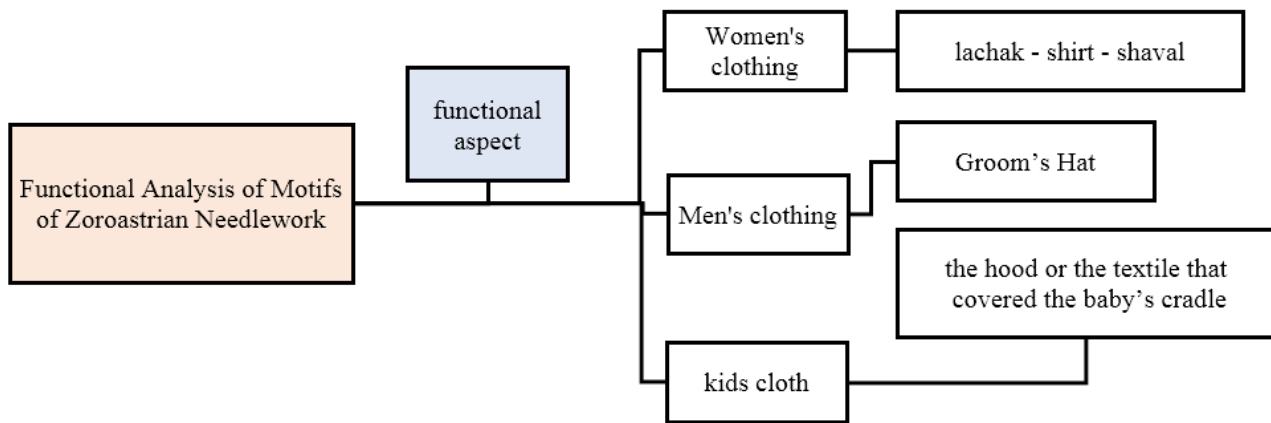 Functional Analysis of Motifs
of Zoroastrian Needlework
functional
aspect
Women's
clothing
lachak - shirt - shaval
Men's clothing
Groom’s Hat
kids cloth
the hood or the textile that
covered the baby’s cradle